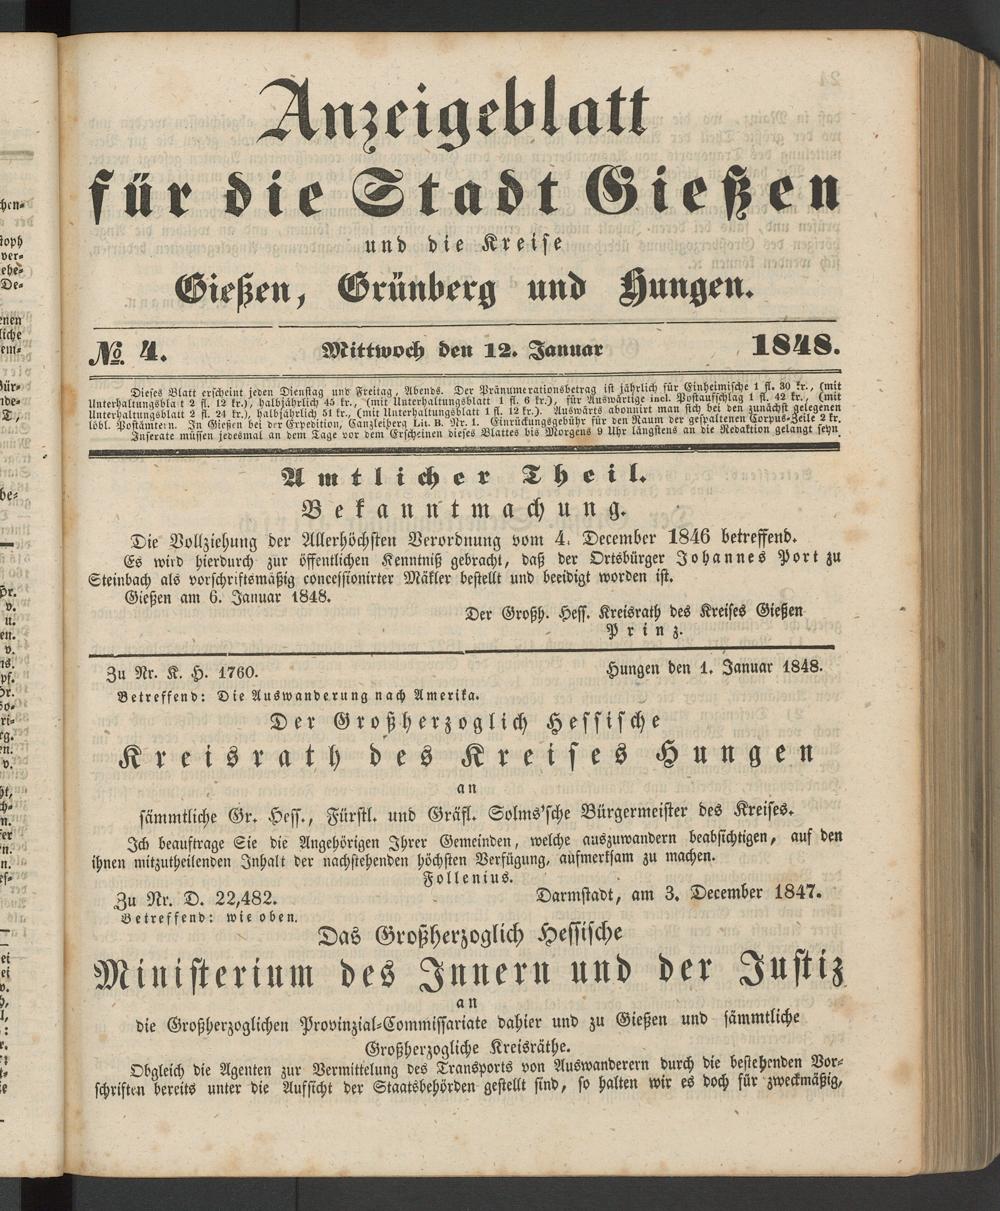 Anzeigeblatt
für die Stadt Gießen
und die Kreise
Gießen, Grünberg und Hungen.
No. 4. Mittwoch den 12. Januar 1848.
Dieses Blatt erscheint jeden Dienstag und Freitag, Abends. Der Pränumerationsbetrag ist jährlich für Einheimische 1 fl. 30 kr., (mit
Unterhaltungsblatt 2 fl. 12 kr.), halbjährlich 45 kr., (mit Unterhaltungsblatt 1 fl. 6 kr.), für Auswärtige incl. Postaufschlag 1 fl. 42 kr., (mit
Unterhaltungsblatt 2 fl. 24 kr.), halbjährlich 51 kr., (mit Unterhaltungsblatt 1 fl. 12 kr.). Auswärts abonnirt man sich bei den zunächst gelegenen
löbl. Postämtern. In Gießen bei der Expedition, Canzleiberg Lit. B. Nr. 1. Einrückungsgebühr für den Raum der gespaltenen Corpus-Zeile 2 kr.
Inserate müssen jedesmal an dem Tage vor dem Erscheinen dieses Blattes bis Morgens 9 Uhr längstens an die Redaktion gelangt seyn.
Amtlicher Theil.
Bekanntmachung.
Die Vollziehung der Allerhöchsten Verordnung vom 4. December 1846 betreffend.
Es wird hierdurch zur öffentlichen Kenntniß gebracht, daß der Ortsbürger Johannes Port zu
Steinbach als vorschriftsmäßig concessionirter Mäkler bestellt und beeidigt worden ist.
Gießen am 6. Januar 1848.
Der Großh. Hess. Kreisrath des Kreises Gießen
Prinz.
Zu Nr. K. H. 1760. Hungen den 1. Januar 1848.
Betreffend: Die Auswanderung nach Amerika.
Der Großherzoglich Hessische
Kreisrath des Kreises Hungen
an
sämmtliche Gr. Hess., Fürstl. und Gräfl. Solms'sche Bürgermeister des Kreises.
Ich beauftrage Sie die Angehörigen Ihrer Gemeinden, welche auszuwandern beabsichtigen, auf den
ihnen mitzutheilenden Inhalt der nachstehenden höchsten Verfügung, aufmerksam zu machen.
Follenius.
Zu Nr. D. 22,482. Darmstadt, am 3. December 1847.
Betreffend: wie oben.
Das Großherzoglich Hessische
Ministerium des Innern und der Justiz
an
die Großherzoglichen Provinzial-Commissariate dahier und zu Gießen und sämmtliche
Großherzogliche Kreisräthe.
Obgleich die Agenten zur Vermittelung des Transports von Auswanderern durch die bestehenden Vor-
schriften bereits unter die Aufsicht der Staatsbehörden gestellt sind, so halten wir es doch für zweckmäßig,